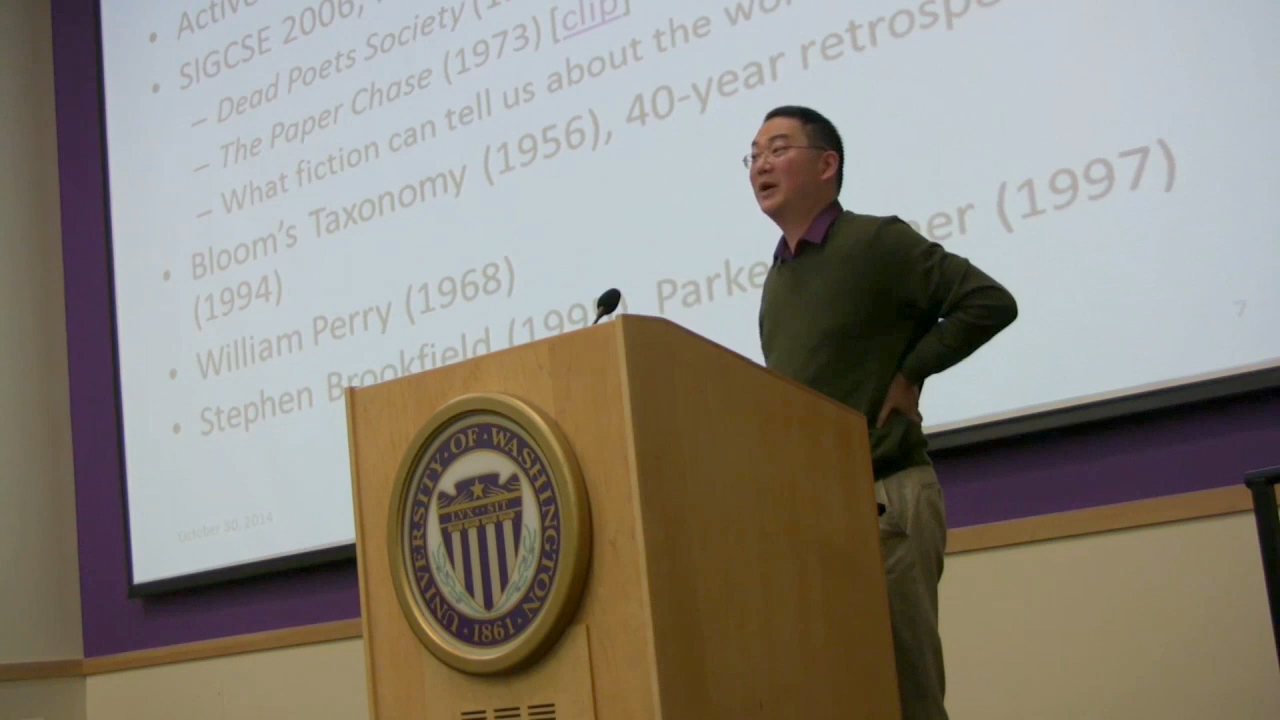 • Active
• SIGCSE 2006,
– Dead Poets Society
– The Paper Chase (1973) [clip]
– What fiction can tell us about the
• Bloom's Taxonomy (1956), 40-year
(1994)
• William Perry (1968)
• Stephen Brookfield Parke (1997)
7
October 30, 2014
UNIVERSITY · OF · WASHINGTON
LVX · SIT
· 1861 ·